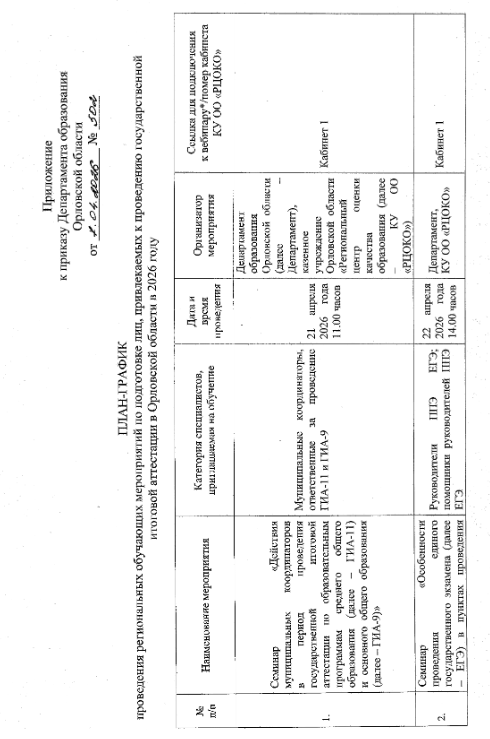 Приложение
к приказу Департамента образования
Орловской области
от №
ПЛАН-ГРАФИК
проведения региональных обучающих мероприятий по подготовке лиц, привлекаемых к проведению государственной
итоговой аттестации в Орловской области в 2026 году
№
п/п
Наименование мероприятия
Категория специалистов,
приглашаемых на обучение
Дата и
время
проведения
Организатор
мероприятия
Ссылка для подключения
к вебинару*/номер кабинета
КУ ОО «РЦОКО»
1.
Семинар «Действия
муниципальных координаторов
в период проведения
государственной итоговой
аттестации по образовательным
программам среднего общего
образования (далее – ГИА-11)
и основного общего образования
(далее – ГИА-9)»
Муниципальные координаторы,
ответственные за проведение
ГИА-11 и ГИА-9
21 апреля
2026 года
11.00 часов
Департамент
образования
Орловской области
(далее –
Департамент),
казенное
учреждение
Орловской области
«Региональный
центр оценки
качества
образования (далее
– КУ ОО
«РЦОКО»)
Кабинет 1
2.
Семинар «Особенности
проведения единого
государственного экзамена (далее
– ЕГЭ) в пунктах проведения
Руководители ППЭ ЕГЭ;
помощники руководителей ППЭ
ЕГЭ
22 апреля
2026 года
14.00 часов
Департамент,
КУ ОО «РЦОКО»
Кабинет 1